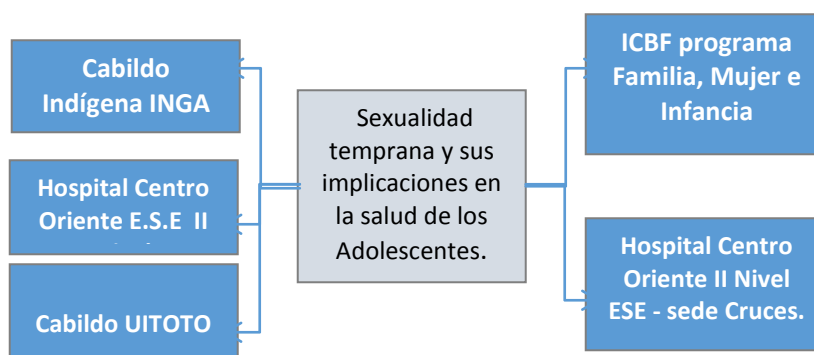 Cabildo
Indígena INGA
Hospital Centro
Oriente E.S.E II
Cabildo UITOTO
Sexualidad
temprana y sus
implicaciones en
la salud de los
Adolescentes.
ICBF programa
Familia, Mujer e
Infancia
Hospital Centro
Oriente II Nivel
ESE - sede Cruces.